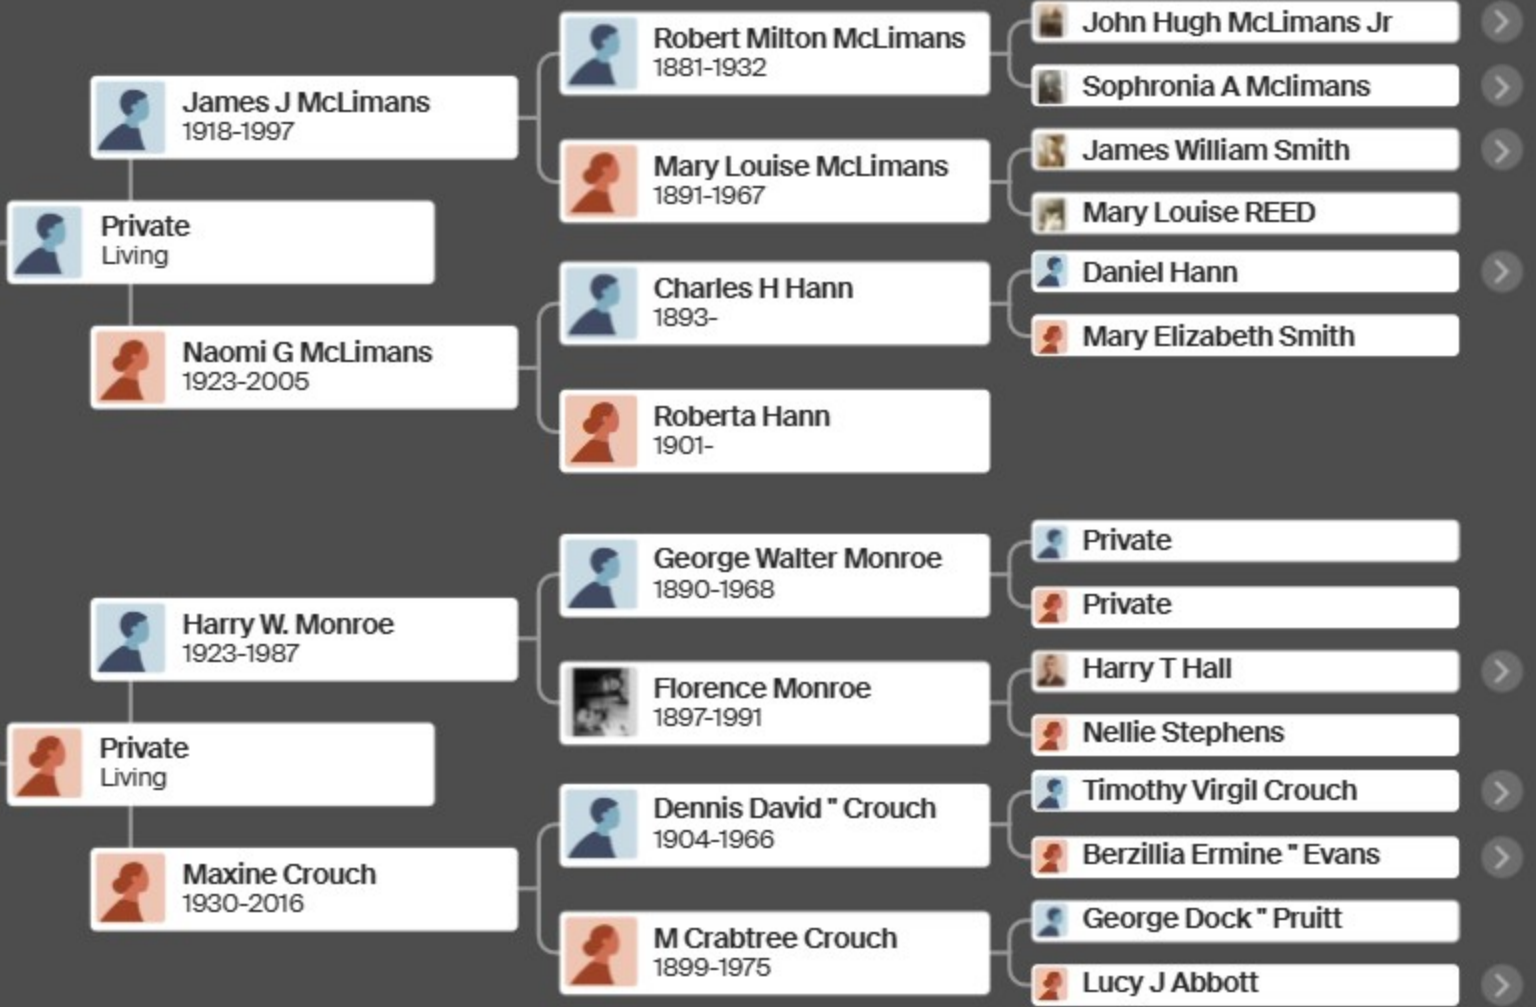 James J McLimans
1918-1997
Private
Living
Naomi G McLimans
1923-2005
Harry W. Monroe
1923-1987
Private
Living
Maxine Crouch
1930-2016
Robert Milton McLimans
1881-1932
Mary Louise McLimans
1891-1967
Charles H Hann
1893-
Roberta Hann
1901-
George Walter Monroe
1890-1968
Florence Monroe
1897-1991
Dennis David " Crouch
1904-1966
M Crabtree Crouch
1899-1975
John Hugh McLimans Jr
Sophronia A Mclimans
James William Smith
Mary Louise REED
Daniel Hann
Mary Elizabeth Smith
Private
Private
Harry T Hall
Nellie Stephens
Timothy Virgil Crouch
Berzillia Ermine " Evans
George Dock " Pruitt
Lucy J Abbott